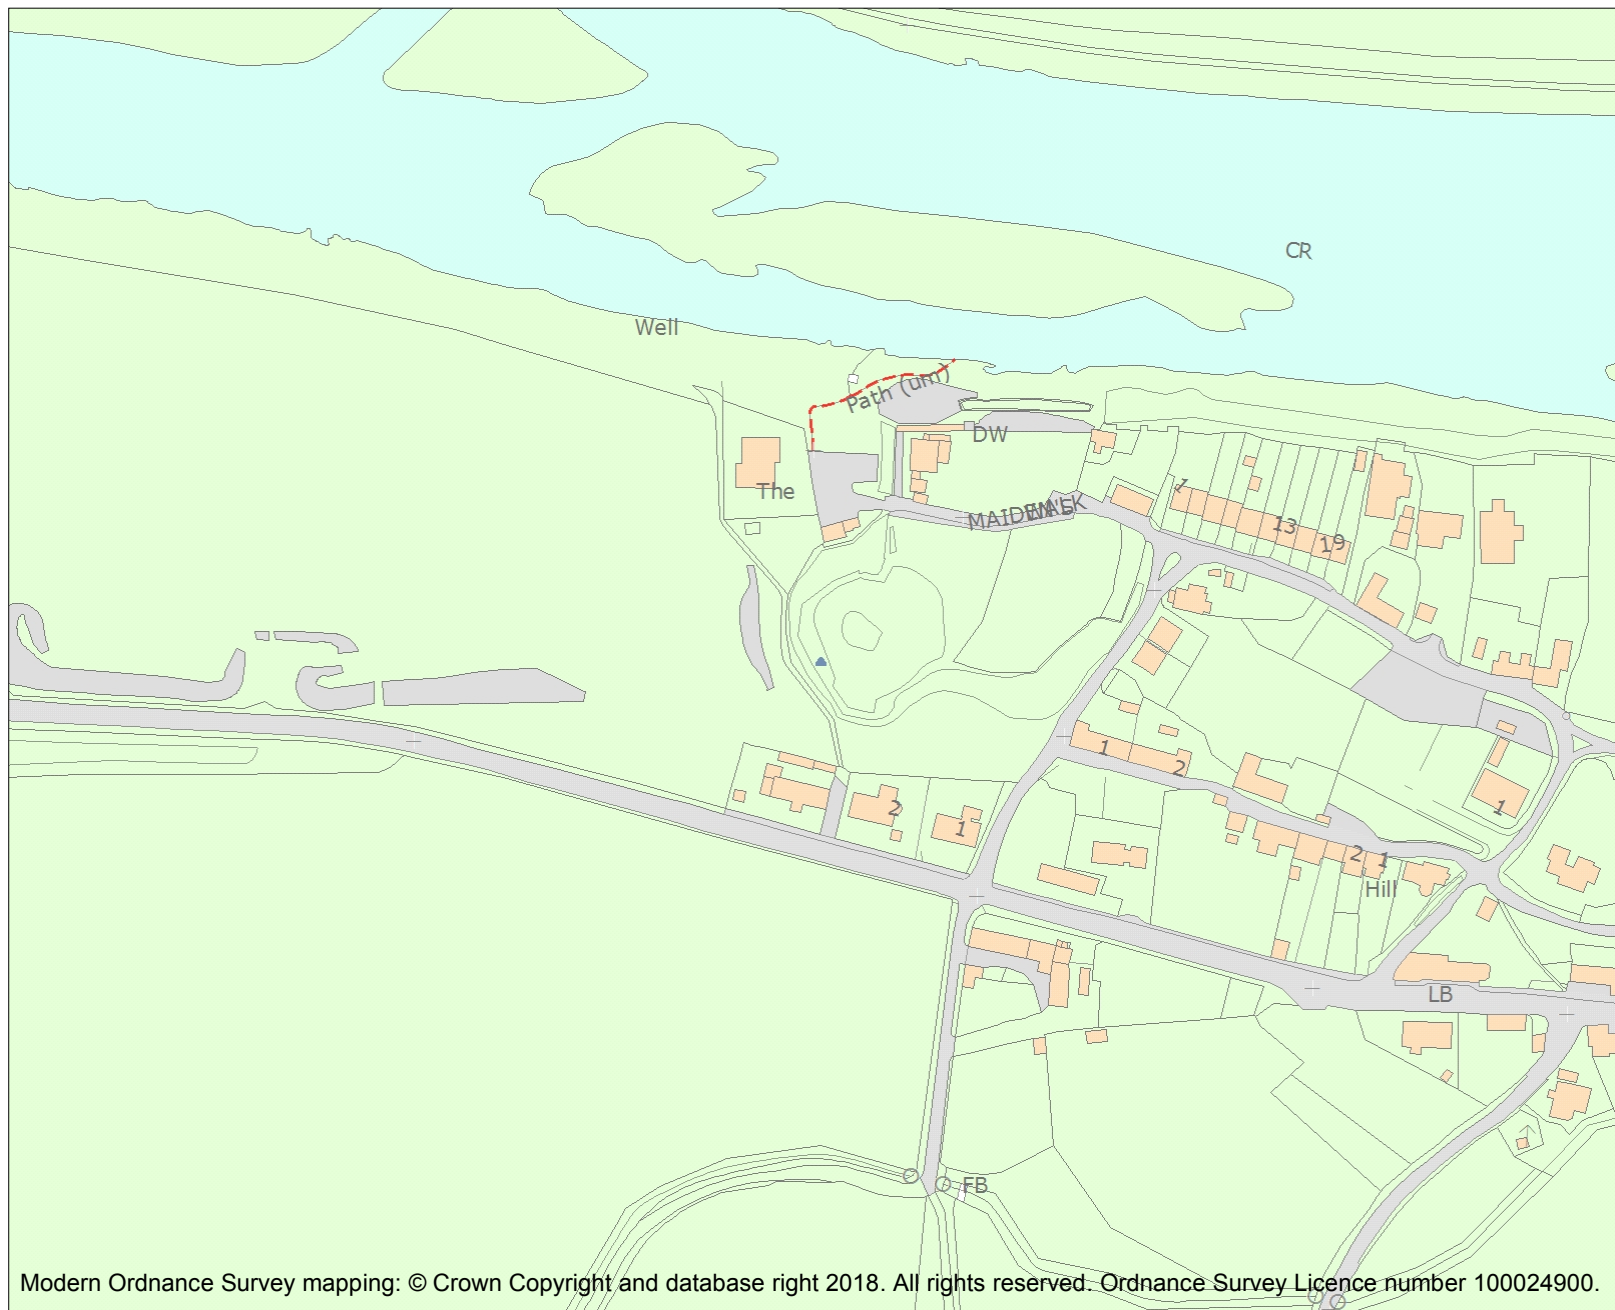 CR
Well
Path (um)
DW
The
MAIDEN'S
WALK
1
13
19
1
2
2
1
1
2
1
Hill
LB
FB
Modern Ordnance Survey mapping: © Crown Copyright and database right 2018. All rights reserved. Ordnance Survey Licence number 100024900.